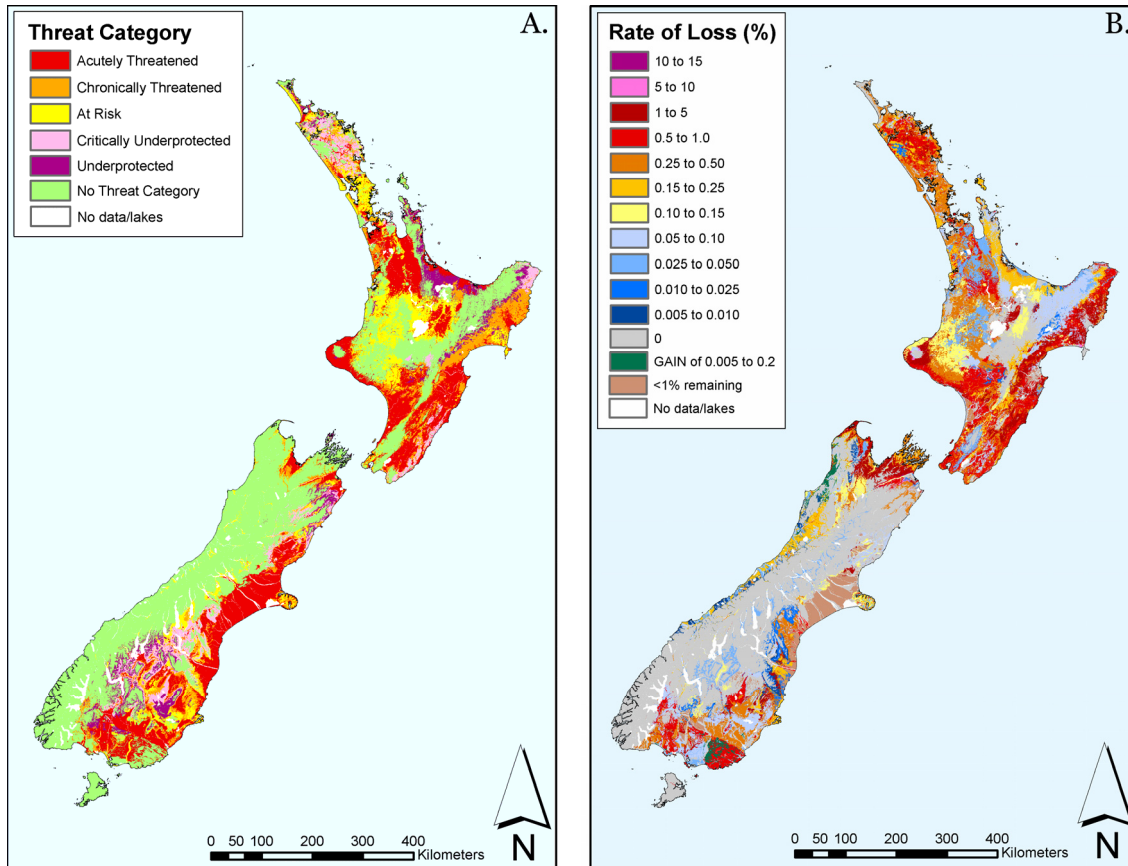 A.
Threat Category
Acutely Threatened
Chronically Threatened
At Risk
Critically Underprotected
Underprotected
No Threat Category
No data/lakes
N
0 50 100 200 300 400
Kilometers
B.
Rate of Loss (%)
10 to 15
5 to 10
1 to 5
0.5 to 1.0
0.25 to 0.50
0.15 to 0.25
0.10 to 0.15
0.05 to 0.10
0.025 to 0.050
0.010 to 0.025
0.005 to 0.010
0
GAIN of 0.005 to 0.2
<1% remaining
No data/lakes
N
0 50 100 200 300 400
Kilometers